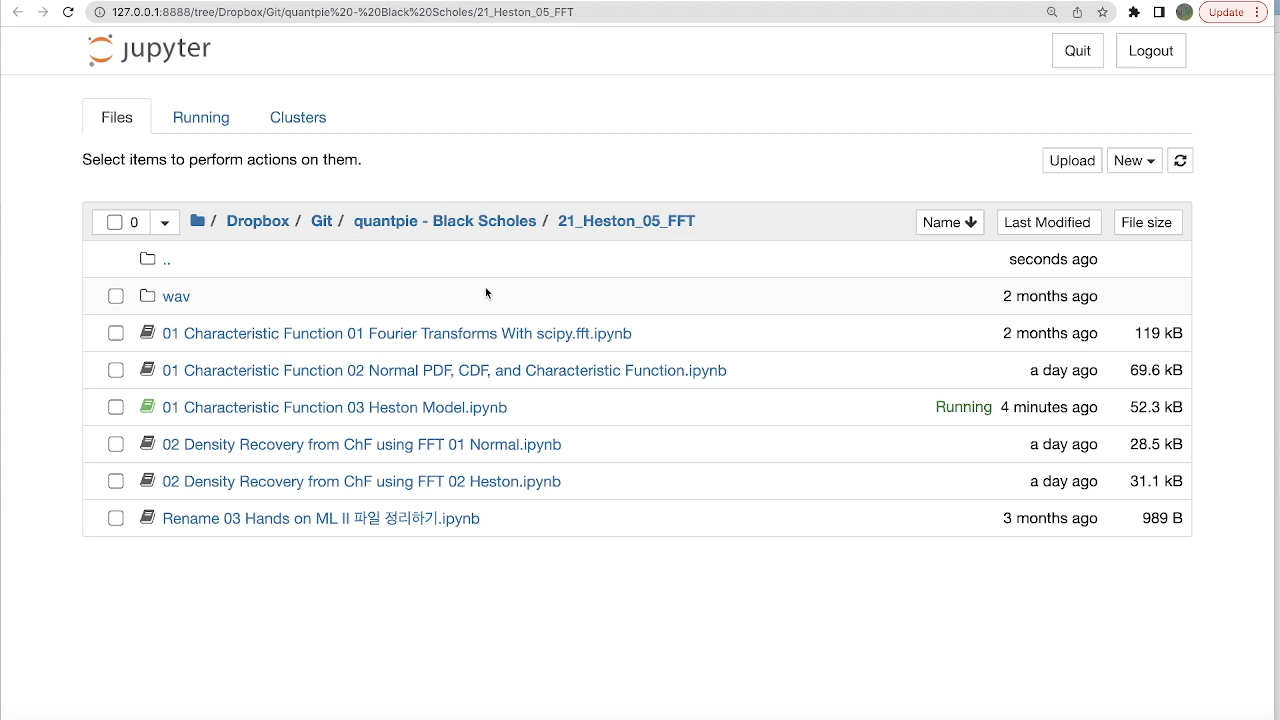 127.0.0.1:8888/tree/Dropbox/Git/quantpie%20-%20Black%20Scholes/21_Heston_05_FFT Update
jupyter Quit Logout
Files Running Clusters
Select items to perform actions on them. Upload New
0 / Dropbox / Git / quantpie - Black Scholes / 21_Heston_05_FFT Name Last Modified File size
.. seconds ago
wav 2 months ago
01 Characteristic Function 01 Fourier Transforms With scipy.fft.ipynb 2 months ago 119 kB
01 Characteristic Function 02 Normal PDF, CDF, and Characteristic Function.ipynb a day ago 69.6 kB
01 Characteristic Function 03 Heston Model.ipynb Running 4 minutes ago 52.3 kB
02 Density Recovery from ChF using FFT 01 Normal.ipynb a day ago 28.5 kB
02 Density Recovery from ChF using FFT 02 Heston.ipynb a day ago 31.1 kB
Rename 03 Hands on ML II 파일 정리하기.ipynb 3 months ago 989 B